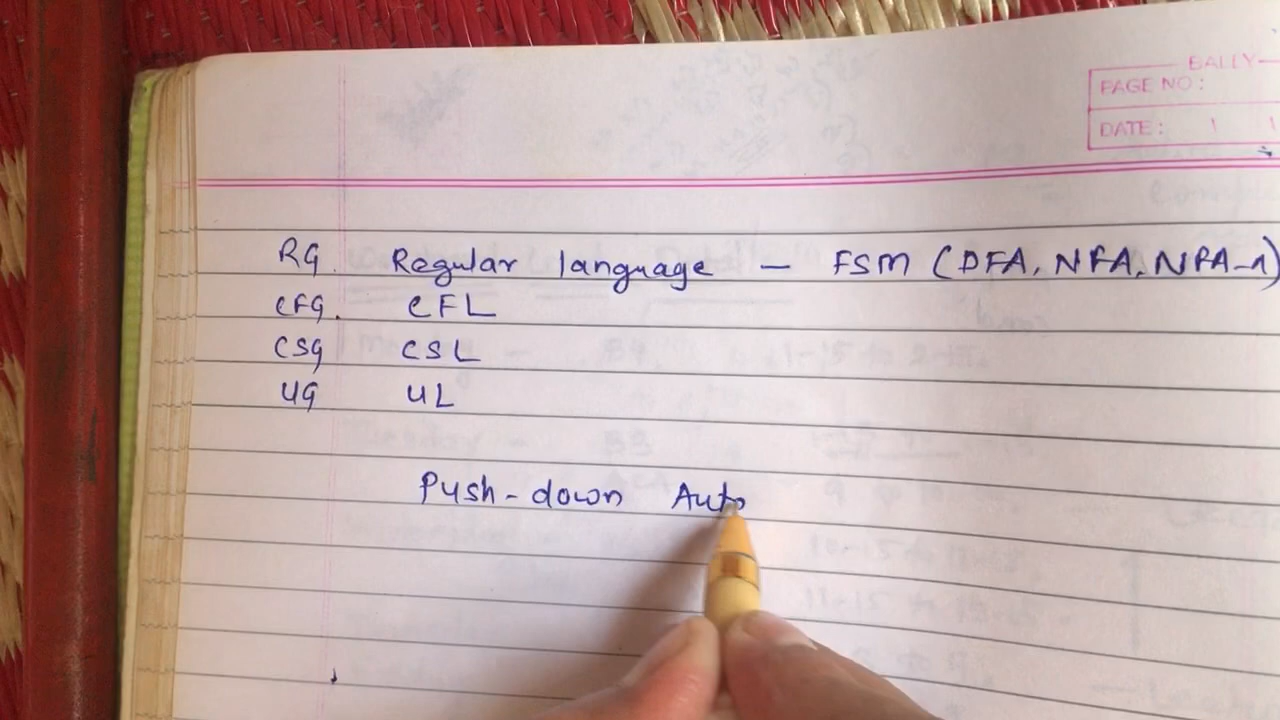 BALLY
PAGE NO:
DATE:
RG Regular language - FSM (DFA, NFA, NFA-λ)
CFG. CFL
CSG CSL
UG UL
Push-down Auto